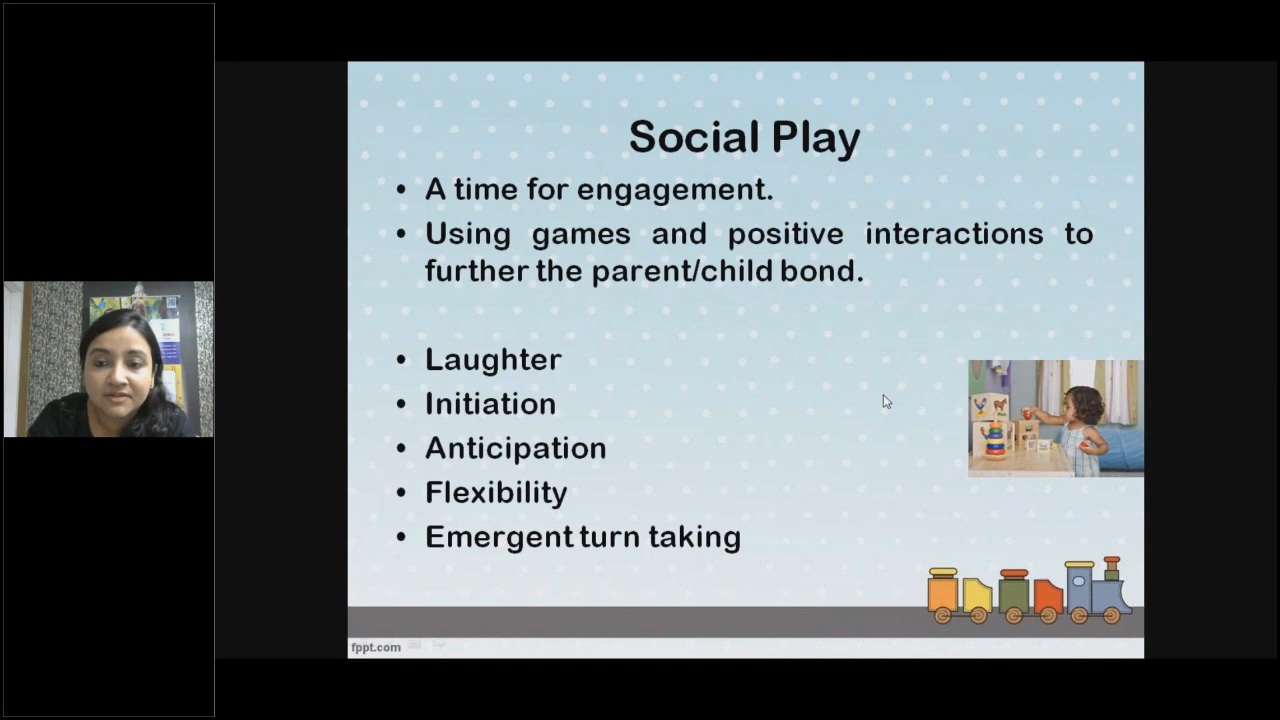 Social Play
• A time for engagement.
• Using games and positive interactions to
further the parent/child bond.
• Laughter
• Initiation
• Anticipation
• Flexibility
• Emergent turn taking
fppt.com